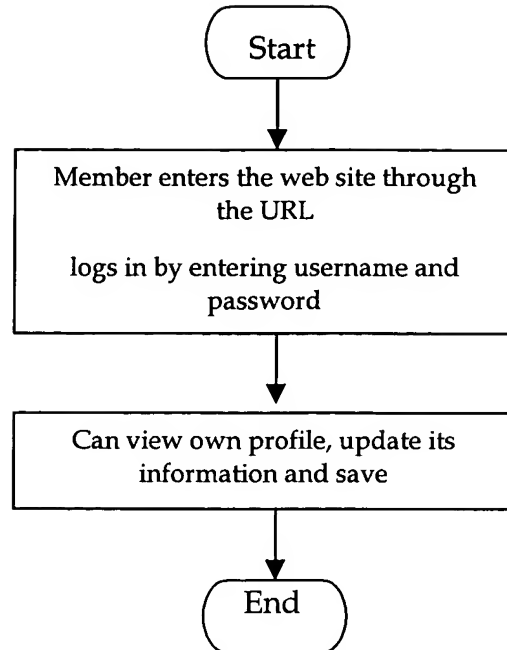 Start
Member enters the web site through
the URL
logs in by entering username and
password
Can view own profile, update its
information and save
End